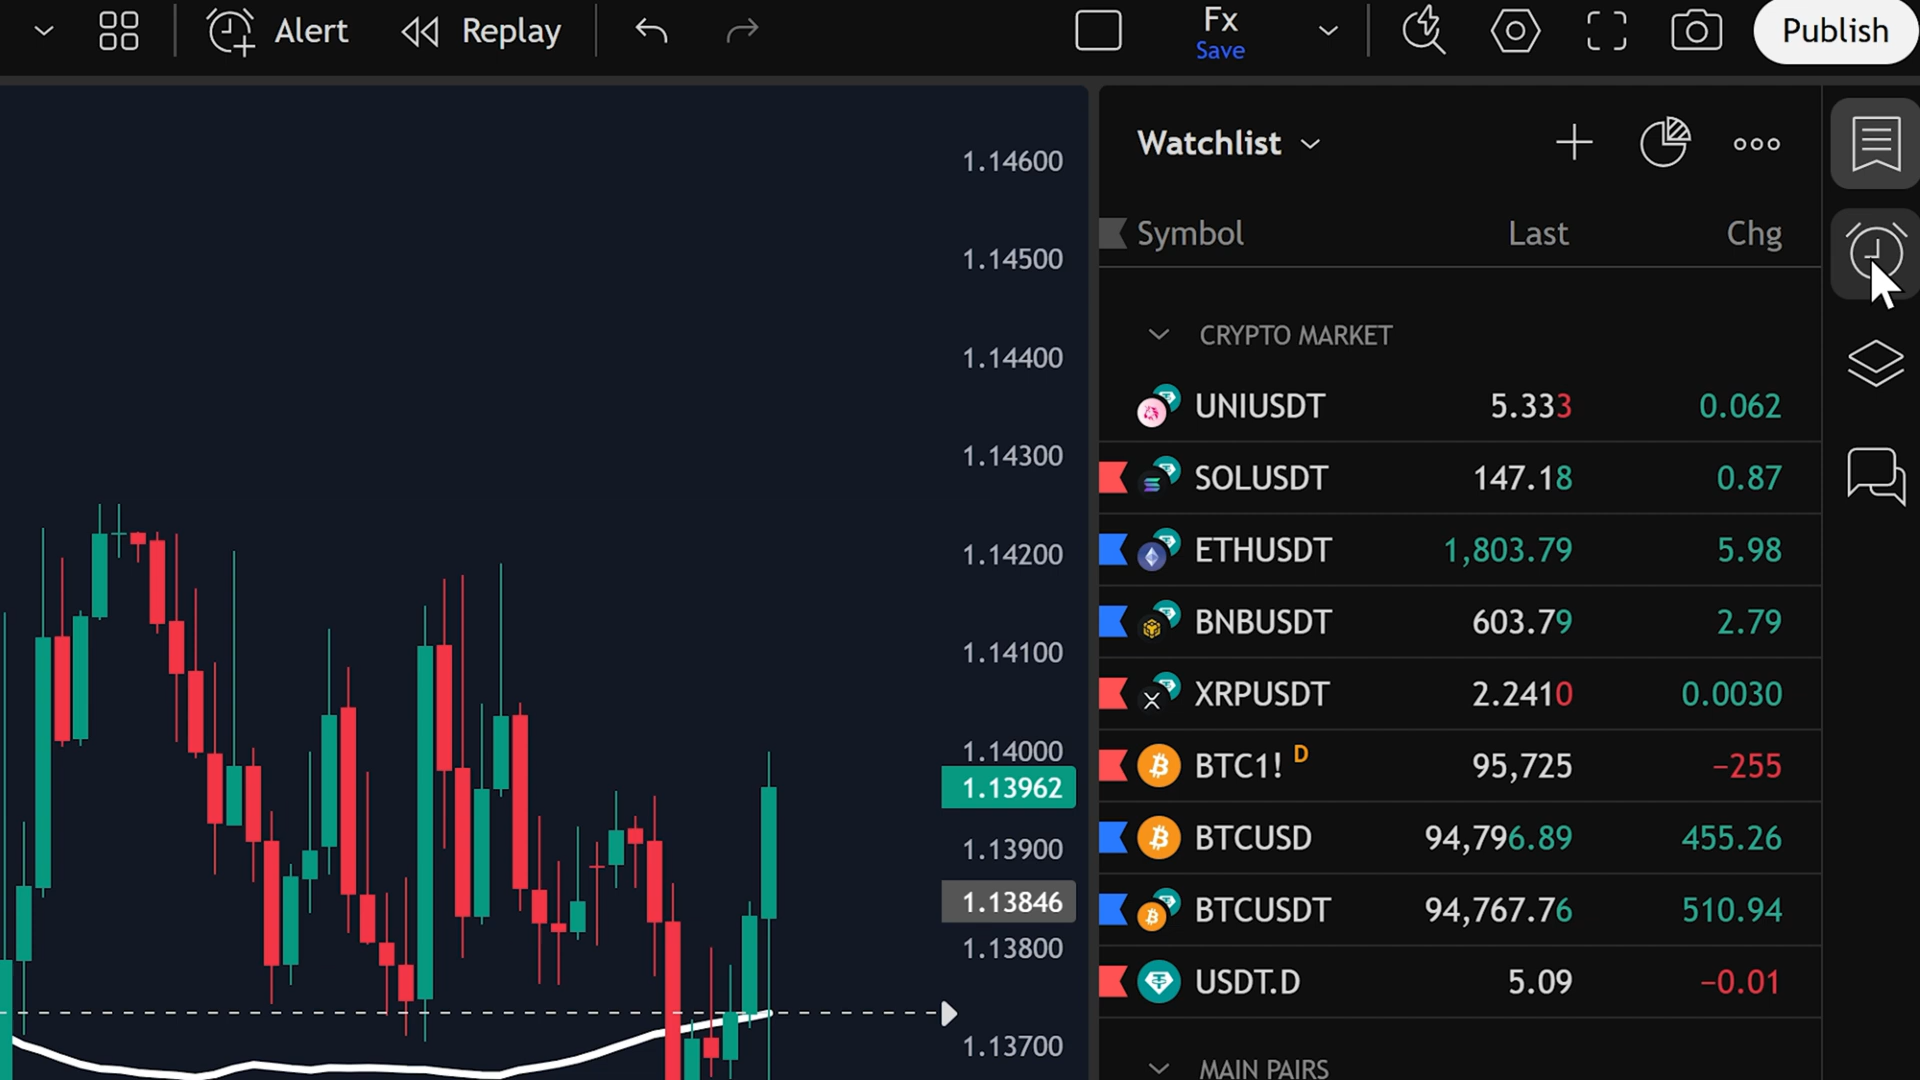 Alert
Replay
Fx
Save
Publish
1.14600
1.14500
1.14400
1.14300
1.14200
1.14100
1.14000
1.13962
1.13900
1.13846
1.13800
1.13700
Watchlist
Symbol Last Chg
CRYPTO MARKET
UNIUSDT 5.333 0.062
SOLUSDT 147.18 0.87
ETHUSDT 1,803.79 5.98
BNBUSDT 603.79 2.79
XRPUSDT 2.2410 0.0030
BTC1! D 95,725 −255
BTCUSD 94,796.89 455.26
BTCUSDT 94,767.76 510.94
USDT.D 5.09 −0.01
MAIN PAIRS